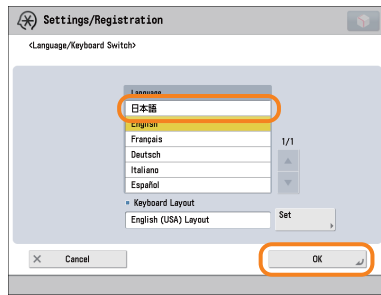 Settings/Registration
<Language/Keyboard Switch>
Language
日本語
English
Français
1/1
Deutsch
Italiano
Español
Keyboard Layout
English (USA) Layout
Set
Cancel
OK